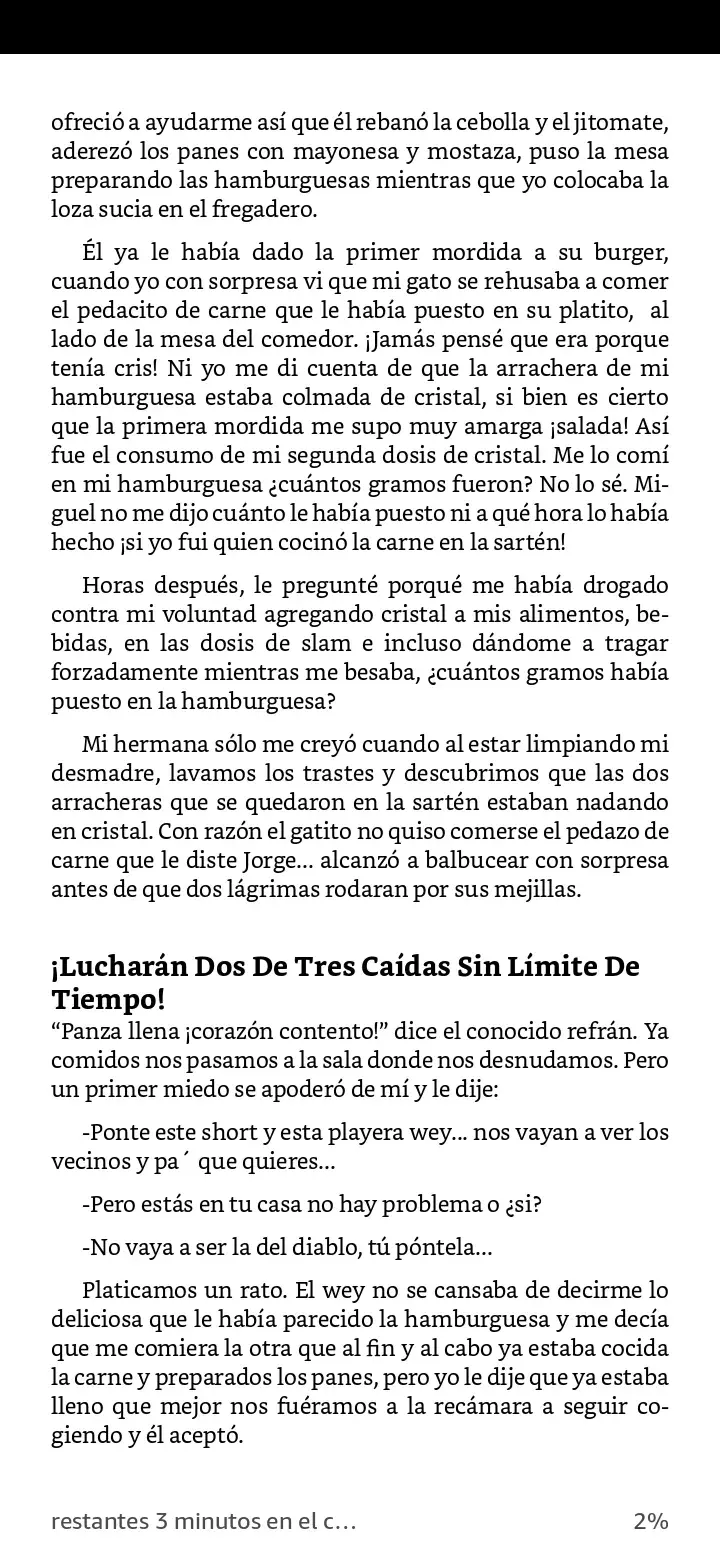 ofreció a ayudarme así que él rebanó la cebolla y el jitomate,
aderezó los panes con mayonesa y mostaza, puso la mesa
preparando las hamburguesas mientras que yo colocaba la
loza sucia en el fregadero.
Él ya le había dado la primer mordida a su burger,
cuando yo con sorpresa vi que mi gato se rehusaba a comer
el pedacito de carne que le había puesto en su platito, al
lado de la mesa del comedor. ¡Jamás pensé que era porque
tenía cris! Ni yo me di cuenta de que la arrachera de mi
hamburguesa estaba colmada de cristal, si bien es cierto
que la primera mordida me supo muy amarga ¡salada! Así
fue el consumo de mi segunda dosis de cristal. Me lo comí
en mi hamburguesa ¿cuántos gramos fueron? No lo sé. Mi-
guel no me dijo cuánto le había puesto ni a qué hora lo había
hecho ¡si yo fui quien cocinó la carne en la sartén!
Horas después, le pregunté porqué me había drogado
contra mi voluntad agregando cristal a mis alimentos, be-
bidas, en las dosis de slam e incluso dándome a tragar
forzadamente mientras me besaba, ¿cuántos gramos había
puesto en la hamburguesa?
Mi hermana sólo me creyó cuando al estar limpiando mi
desmadre, lavamos los trastes y descubrimos que las dos
arracheras que se quedaron en la sartén estaban nadando
en cristal. Con razón el gatito no quiso comerse el pedazo de
carne que le diste Jorge... alcanzó a balbucear con sorpresa
antes de que dos lágrimas rodaran por sus mejillas.
¡Lucharán Dos De Tres Caídas Sin Límite De
Tiempo!
“Panza llena ¡corazón contento!” dice el conocido refrán. Ya
comidos nos pasamos a la sala donde nos desnudamos. Pero
un primer miedo se apoderó de mí y le dije:
-Ponte este short y esta playera wey... nos vayan a ver los
vecinos y pa´ que quieres...
-Pero estás en tu casa no hay problema o ¿si?
-No vaya a ser la del diablo, tú póntela...
Platicamos un rato. El wey no se cansaba de decirme lo
deliciosa que le había parecido la hamburguesa y me decía
que me comiera la otra que al fin y al cabo ya estaba cocida
la carne y preparados los panes, pero yo le dije que ya estaba
lleno que mejor nos fuéramos a la recámara a seguir co-
giendo y él aceptó.
restantes 3 minutos en el c... 2%